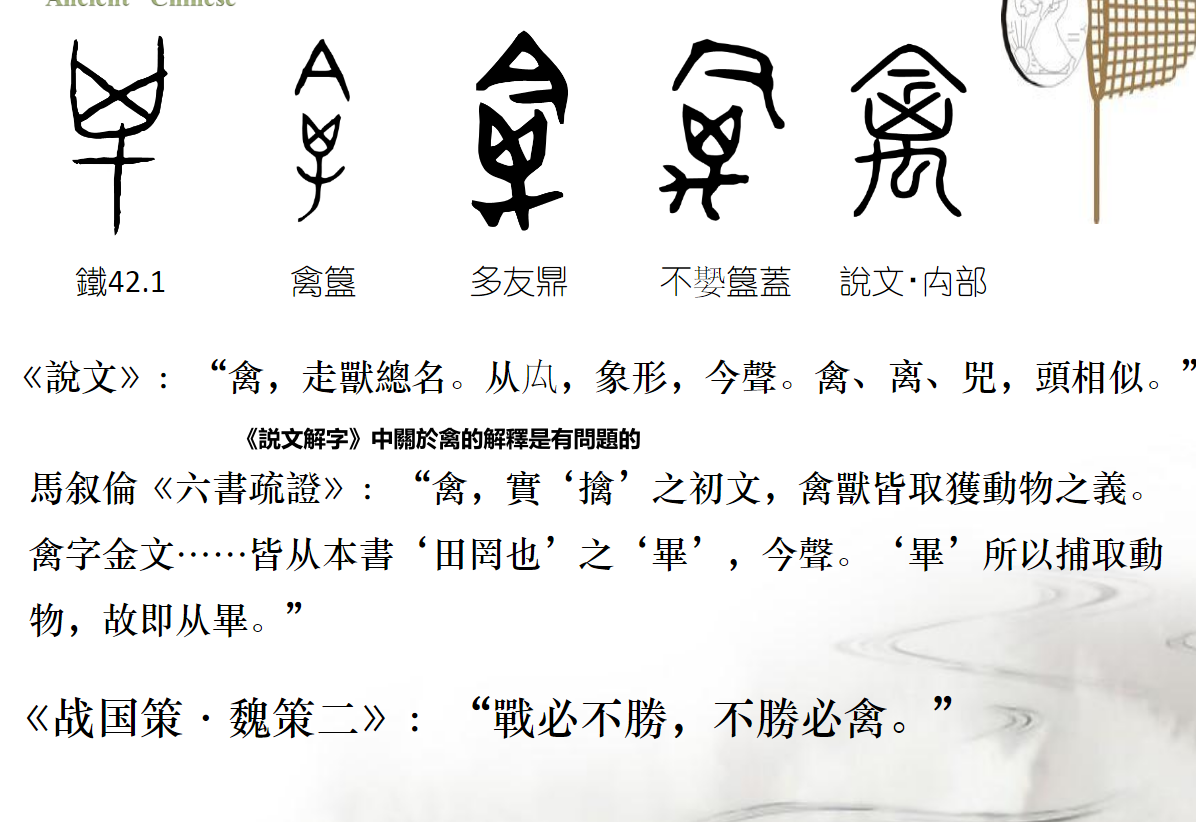 Ancient Chinese
鐵42.1 禽簋 多友鼎 不𡢁簋蓋 說文·禸部
《說文》：“禽，走獸總名。从厹，象形，今聲。禽、离、兕，頭相似。”
《説文解字》中關於禽的解釋是有問題的
馬叙倫《六書疏證》：“禽，實‘擒’之初文，禽獸皆取獲動物之義。
禽字金文……皆从本書‘田罔也’之‘畢’，今聲。‘畢’所以捕取動
物，故即从畢。”
《战国策·魏策二》：“戰必不勝，不勝必禽。”